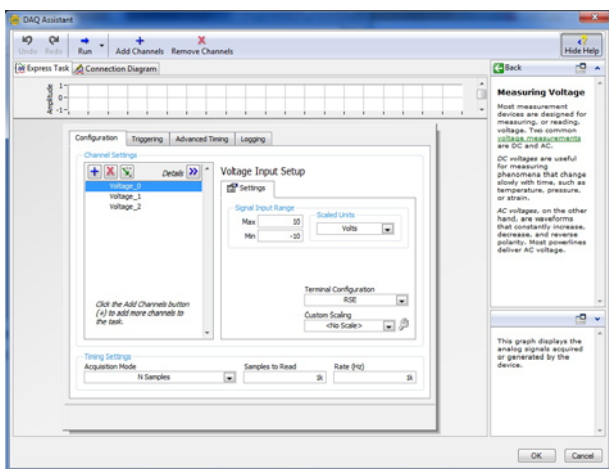 DAQ Assistant
Undo Redo Run Add Channels Remove Channels Hide Help
Express Task Connection Diagram
Back
Amplitude
1-
0-
-1-
Measuring Voltage
Most measurement
devices are designed for
measuring, or reading,
voltage. Two common
voltage measurements
are DC and AC.
DC voltages are useful
for measuring
phenomena that change
slowly with time, such as
temperature, pressure,
or strain.
AC voltages, on the other
hand, are waveforms
that constantly increase,
decrease, and reverse
polarity. Most powerlines
deliver AC voltage.
Configuration Triggering Advanced Timing Logging
Channel Settings
Details
Voltage_0
Voltage_1
Voltage_2
Click the Add Channels button
(+) to add more channels to
the task.
Voltage Input Setup
Settings
Signal Input Range
Max 10
Min -10
Scaled Units
Volts
Terminal Configuration
RSE
Custom Scaling
<No Scale>
Timing Settings
Acquisition Mode Samples to Read Rate (Hz)
N Samples 1k 1k
This graph displays the
analog signals acquired
or generated by the
device.
OK Cancel